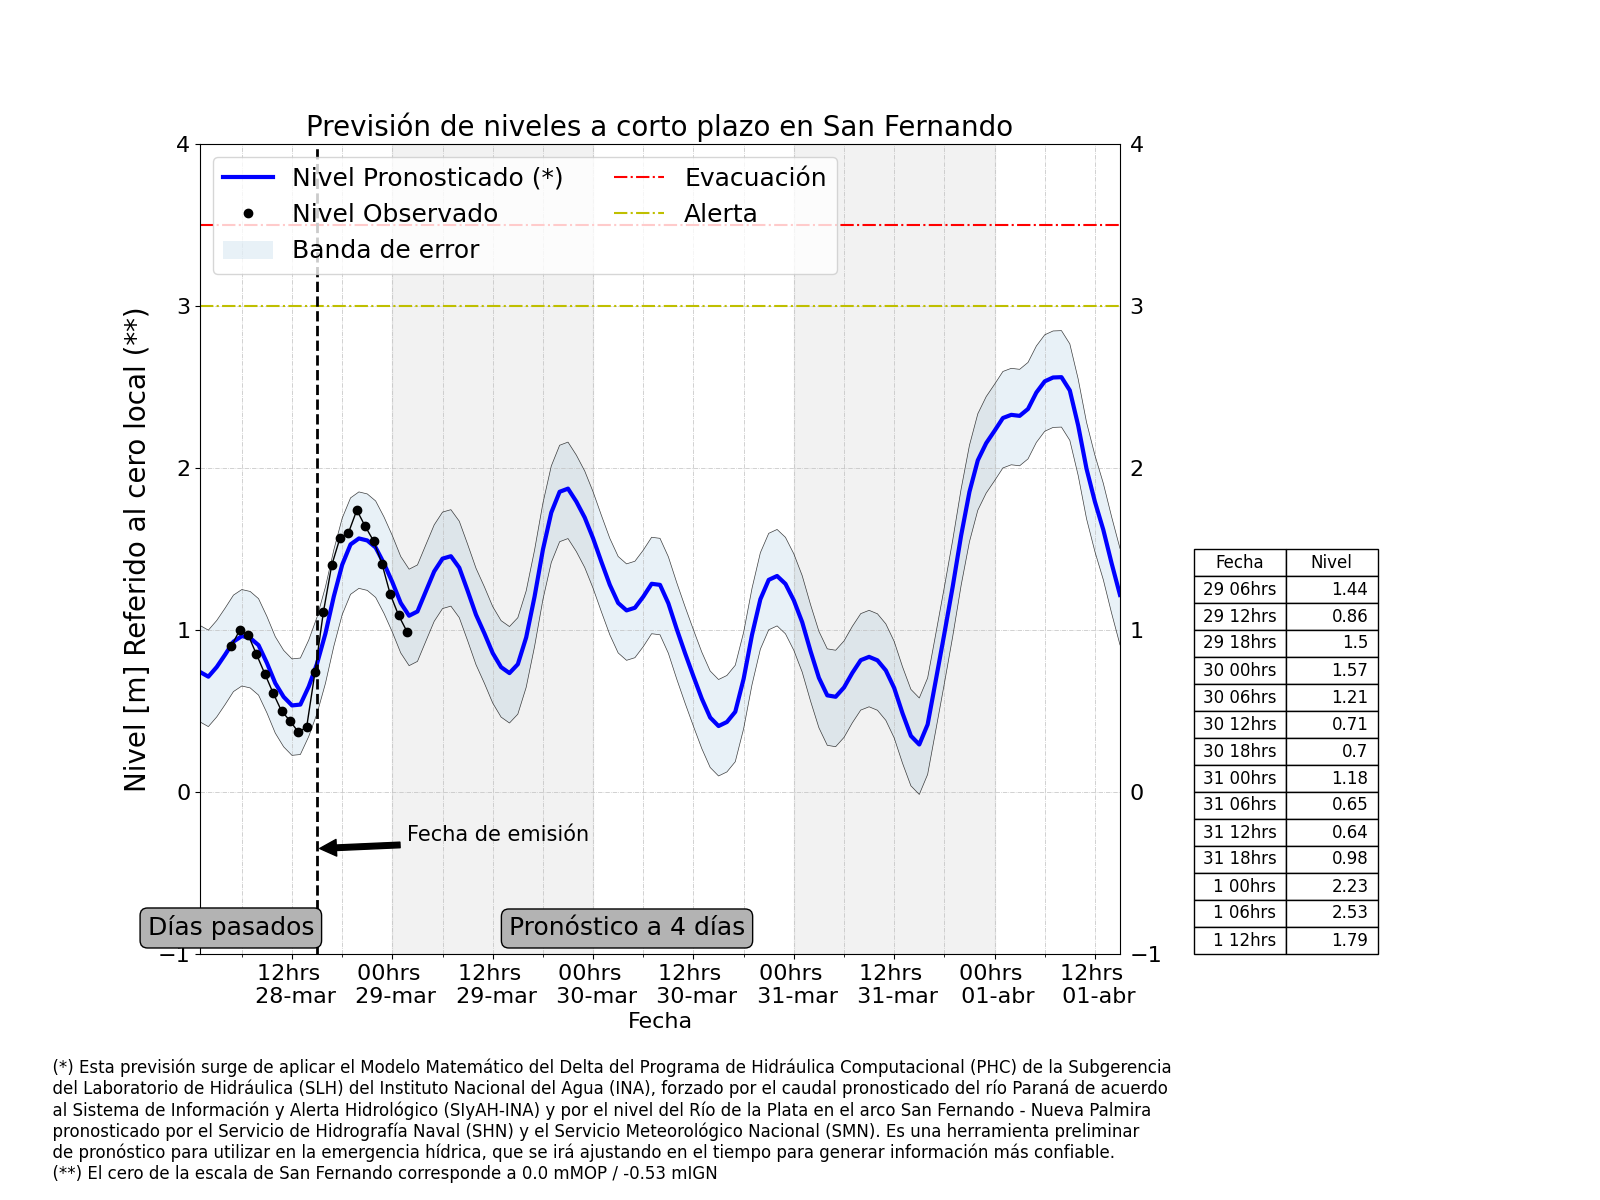 Previsión de niveles a corto plazo en San Fernando
Nivel Pronosticado (*)
Nivel Observado
Banda de error
Evacuación
Alerta
Nivel [m] Referido al cero local (**)
4
3
2
1
0
−1
4
3
2
1
0
−1
Fecha de emisión
Días pasados
Pronóstico a 4 días
12hrs
28-mar
00hrs
29-mar
12hrs
29-mar
00hrs
30-mar
12hrs
30-mar
00hrs
31-mar
12hrs
31-mar
00hrs
01-abr
12hrs
01-abr
Fecha
Fecha Nivel
29 06hrs 1.44
29 12hrs 0.86
29 18hrs 1.5
30 00hrs 1.57
30 06hrs 1.21
30 12hrs 0.71
30 18hrs 0.7
31 00hrs 1.18
31 06hrs 0.65
31 12hrs 0.64
31 18hrs 0.98
1 00hrs 2.23
1 06hrs 2.53
1 12hrs 1.79
(*) Esta previsión surge de aplicar el Modelo Matemático del Delta del Programa de Hidráulica Computacional (PHC) de la Subgerencia
del Laboratorio de Hidráulica (SLH) del Instituto Nacional del Agua (INA), forzado por el caudal pronosticado del río Paraná de acuerdo
al Sistema de Información y Alerta Hidrológico (SIyAH-INA) y por el nivel del Río de la Plata en el arco San Fernando - Nueva Palmira
pronosticado por el Servicio de Hidrografía Naval (SHN) y el Servicio Meteorológico Nacional (SMN). Es una herramienta preliminar
de pronóstico para utilizar en la emergencia hídrica, que se irá ajustando en el tiempo para generar información más confiable.
(**) El cero de la escala de San Fernando corresponde a 0.0 mMOP / -0.53 mIGN